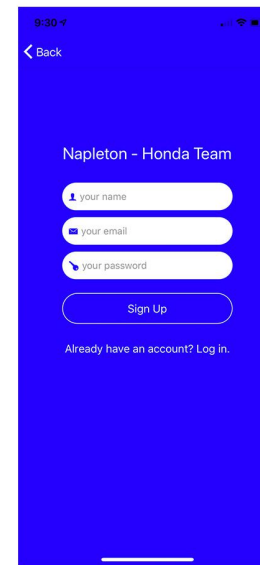 9:30
Back
Napleton - Honda Team
your name
your email
your password
Sign Up
Already have an account? Log in.